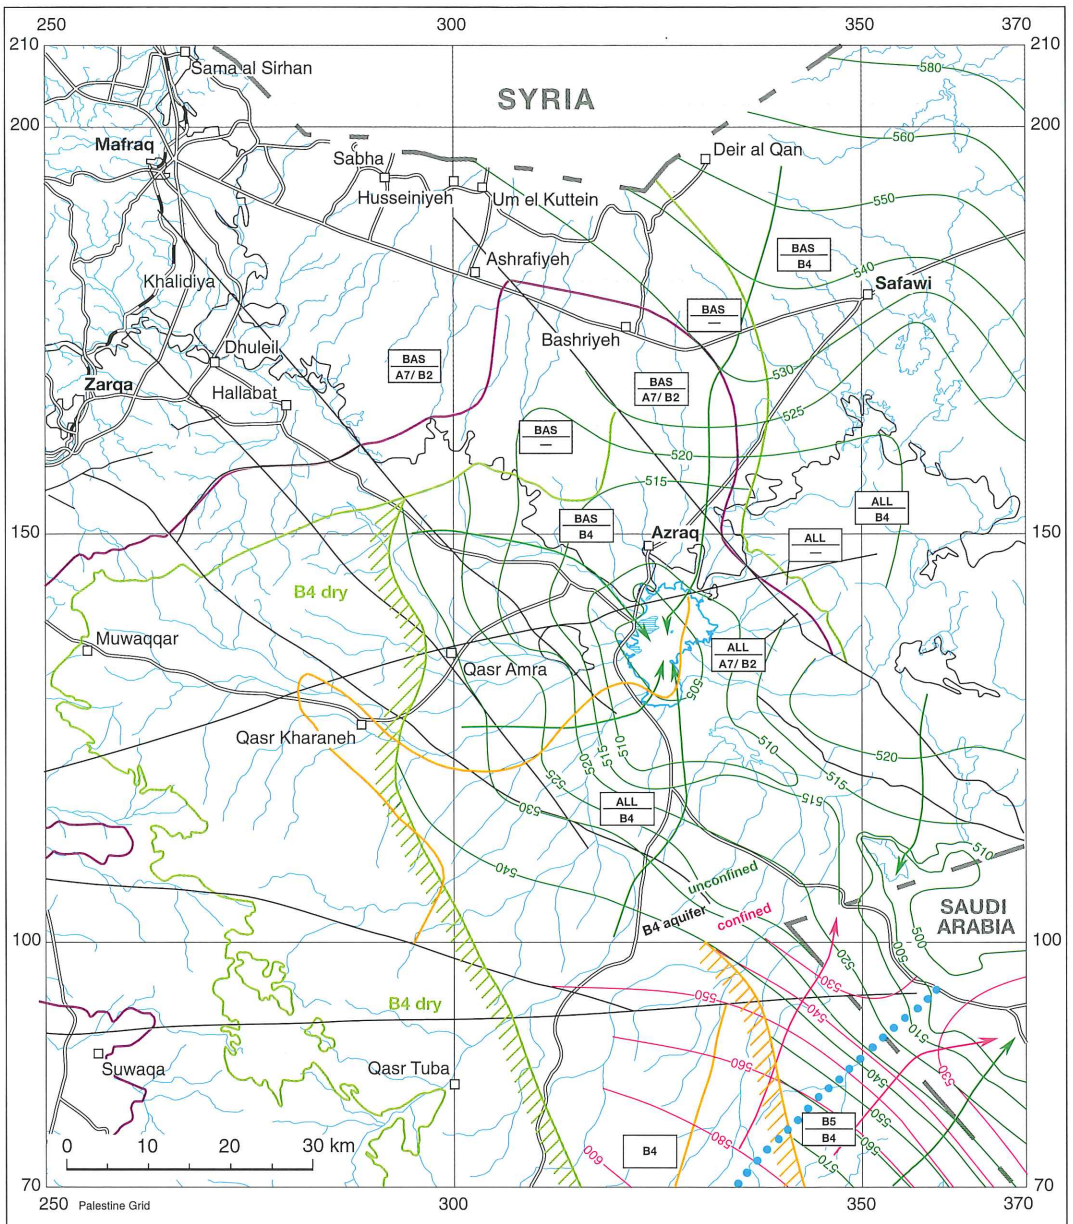 250
300
350
370
210
210
580
Sama al Sirhan
SYRIA
200
200
560
Mafraq
Deir al Qan
Sabha
Husseiniyeh
Um el Kuttein
550
BAS
B4
Ashrafiyeh
540
Khalidiya
Safawi
BAS
—
Bashriyeh
Dhuleil
BAS
A7/ B2
530
Zarqa
Hallabat
BAS
A7/ B2
525
BAS
—
520
515
ALL
B4
BAS
B4
150
Azraq
150
ALL
—
B4 dry
Muwaqqar
ALL
A7/ B2
Qasr Amra
505
Qasr Kharaneh
510
515
520
525
510
520
515
530
ALL
B4
515
510
540
unconfined
B4 aquifer
confined
SAUDI
ARABIA
500
500
100
100
520
530
550
540
B4 dry
510
560
540
530
Suwaqa
Qasr Tuba
550
B5
B4
560
580
B4
570
600
0
10
20
30 km
70
70
250
Palestine Grid
300
350
370